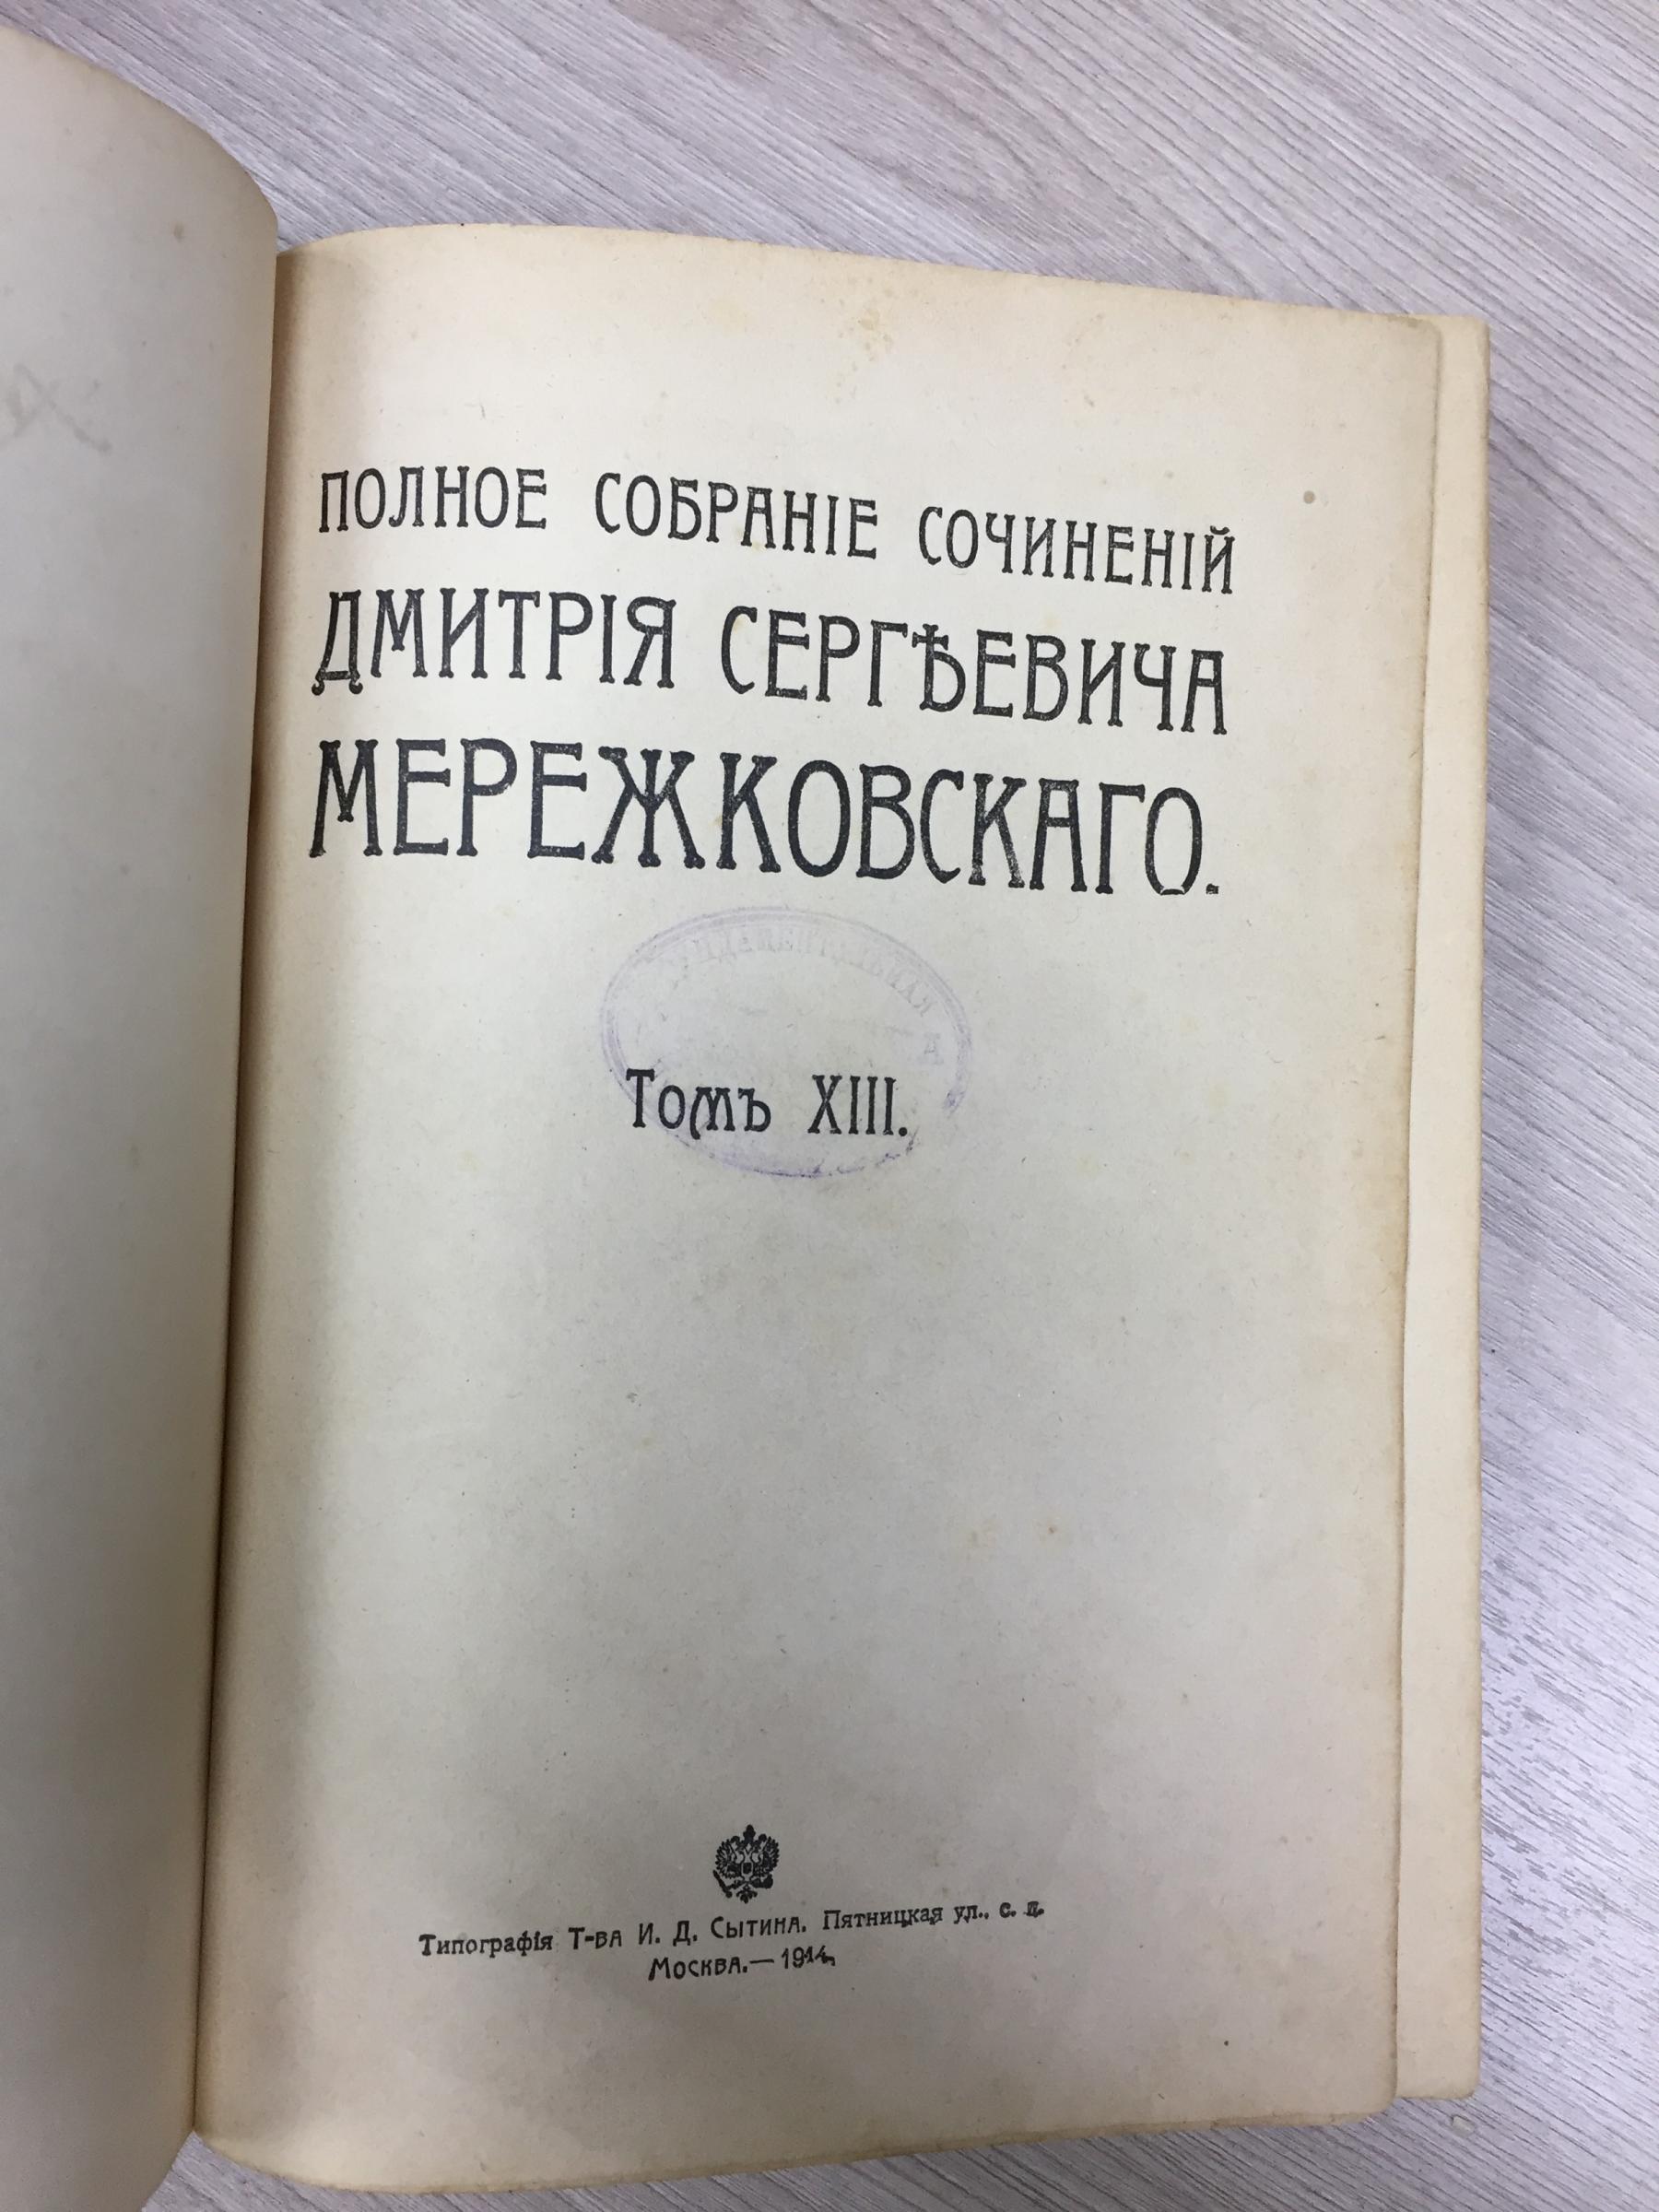 ПОЛНОЕ СОБРАНІЕ СОЧИНЕНІЙ
ДМИТРІЯ СЕРГѢЕВИЧА
МЕРЕЖКОВСКАГО.
Томъ XIII.
Типографія Т-ва И. Д. Сытина. Пятницкая ул., с. д.
Москва.—1914.